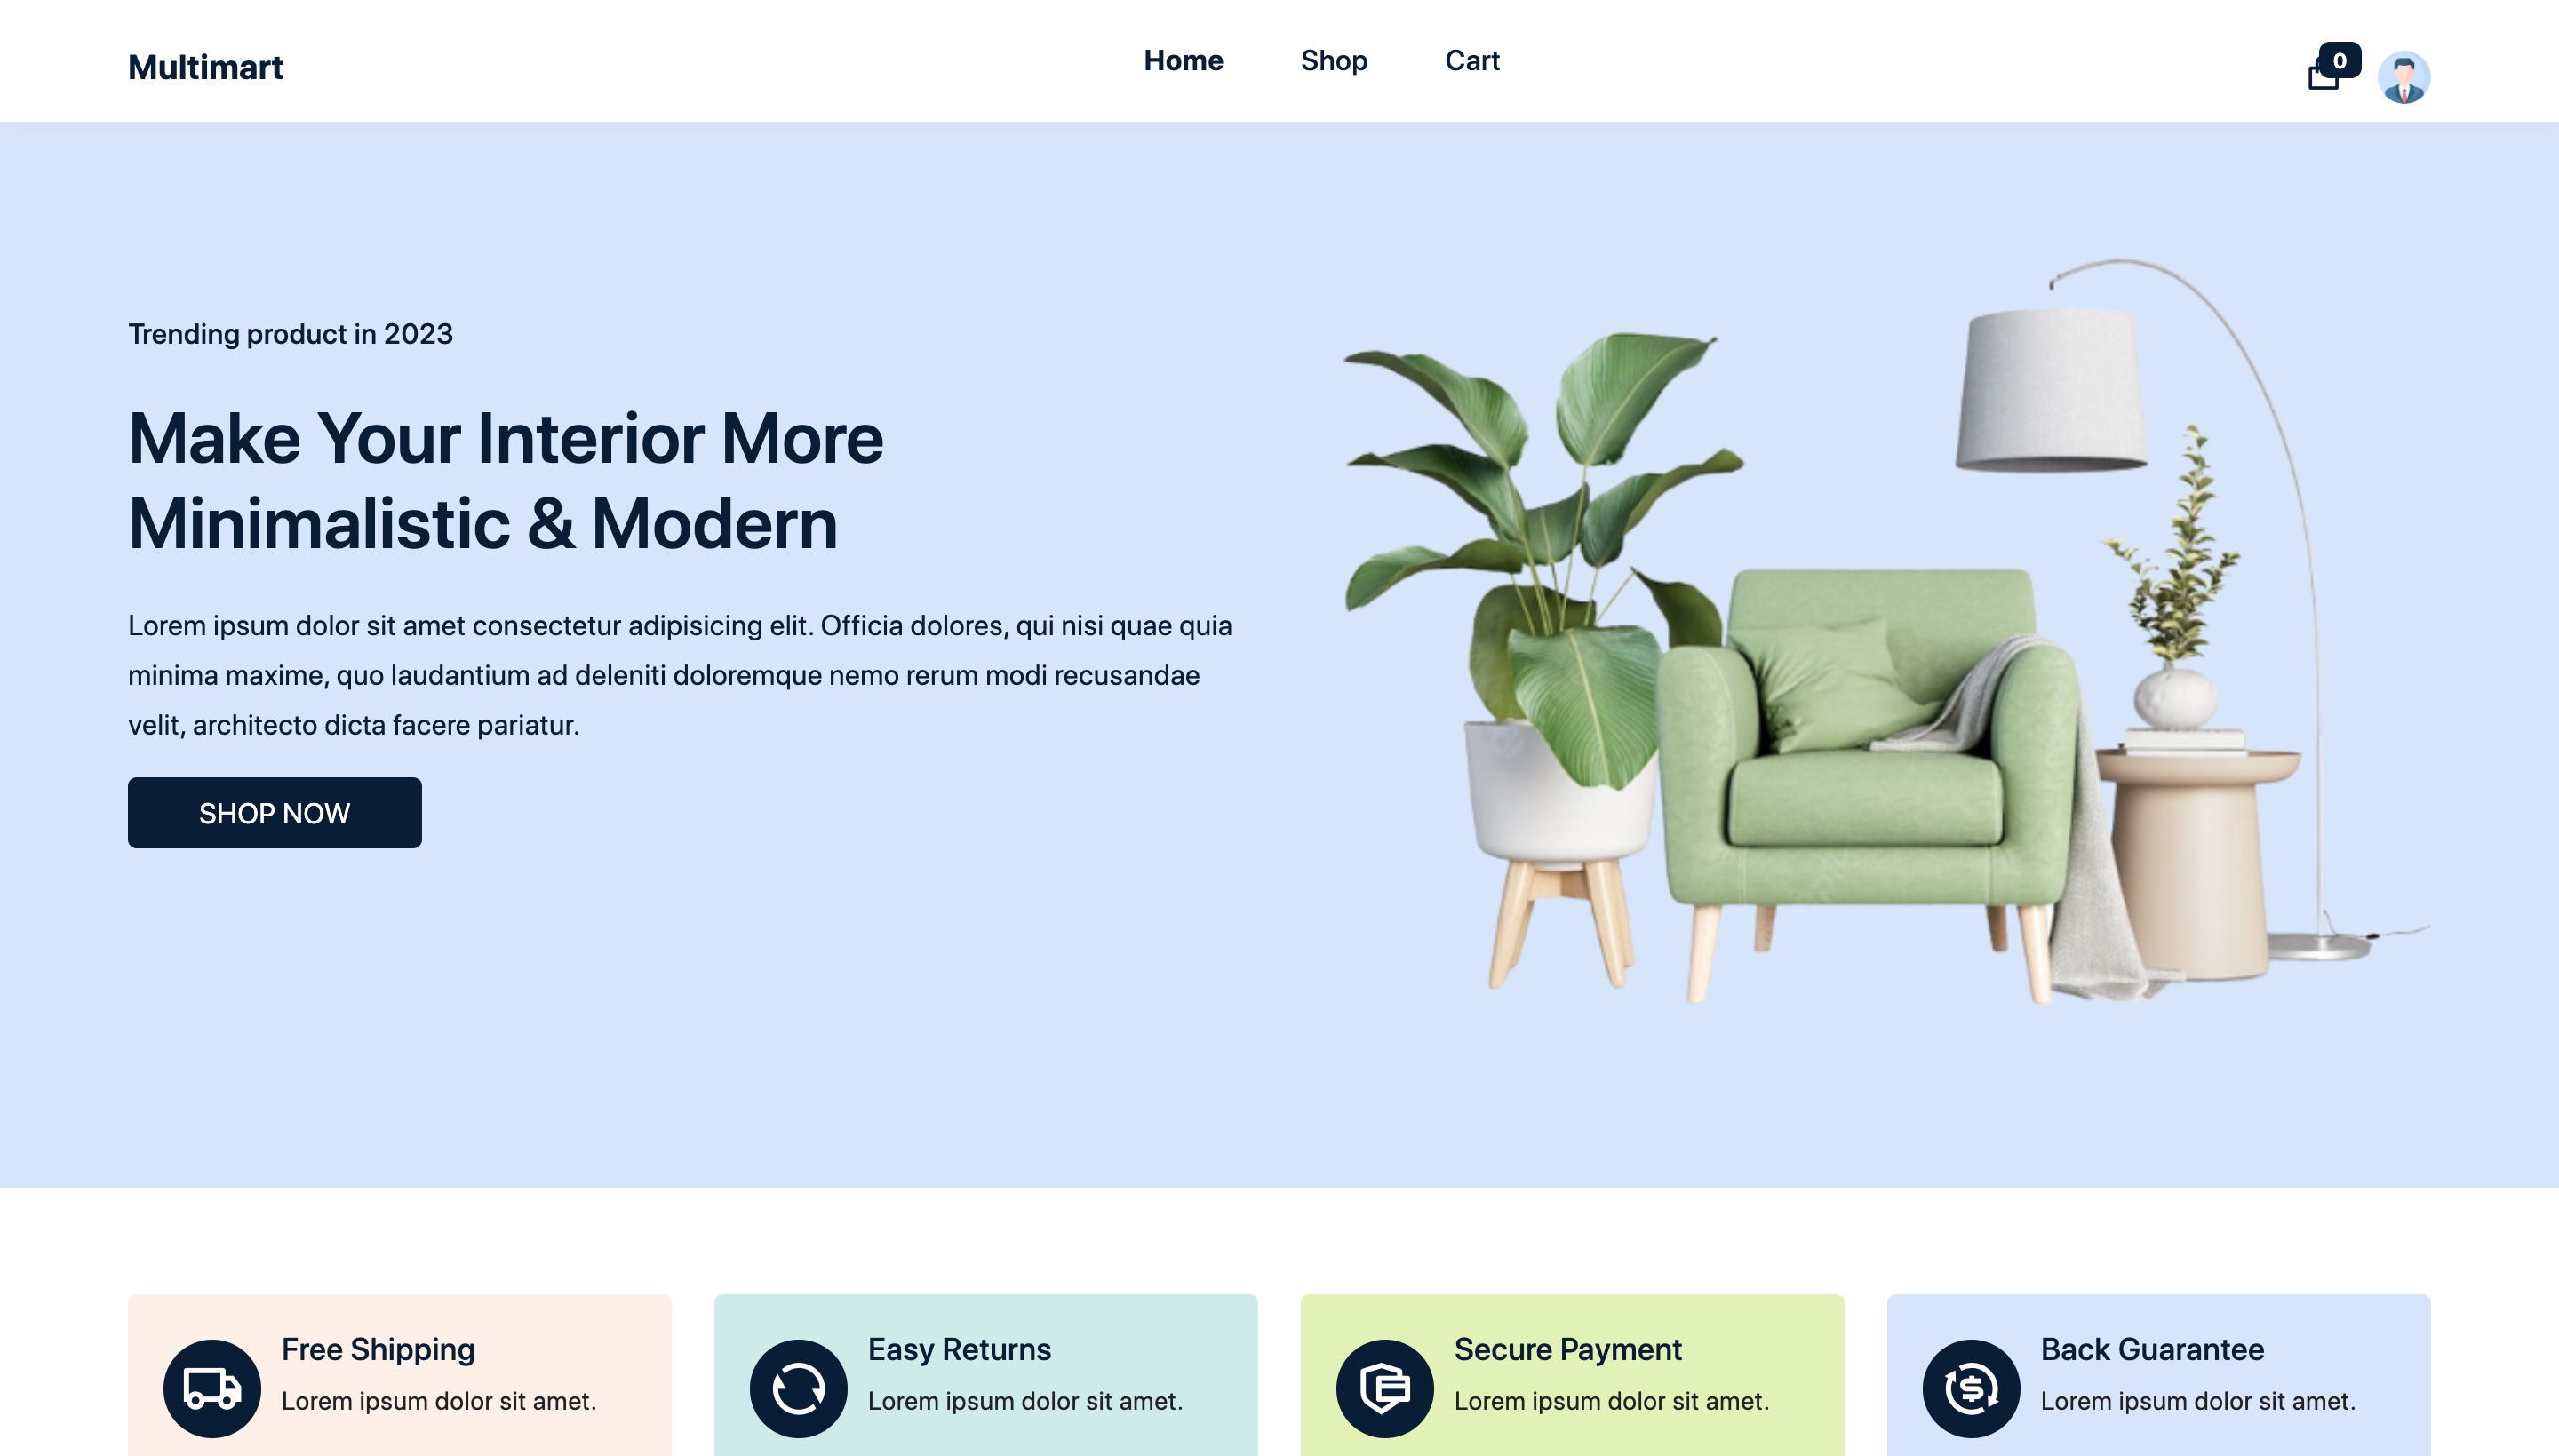 Multimart
Home
Shop
Cart
0
Trending product in 2023
Make Your Interior More
Minimalistic & Modern
Lorem ipsum dolor sit amet consectetur adipisicing elit. Officia dolores, qui nisi quae quia
minima maxime, quo laudantium ad deleniti doloremque nemo rerum modi recusandae
velit, architecto dicta facere pariatur.
SHOP NOW
Free Shipping
Lorem ipsum dolor sit amet.
Easy Returns
Lorem ipsum dolor sit amet.
Secure Payment
Lorem ipsum dolor sit amet.
Back Guarantee
Lorem ipsum dolor sit amet.